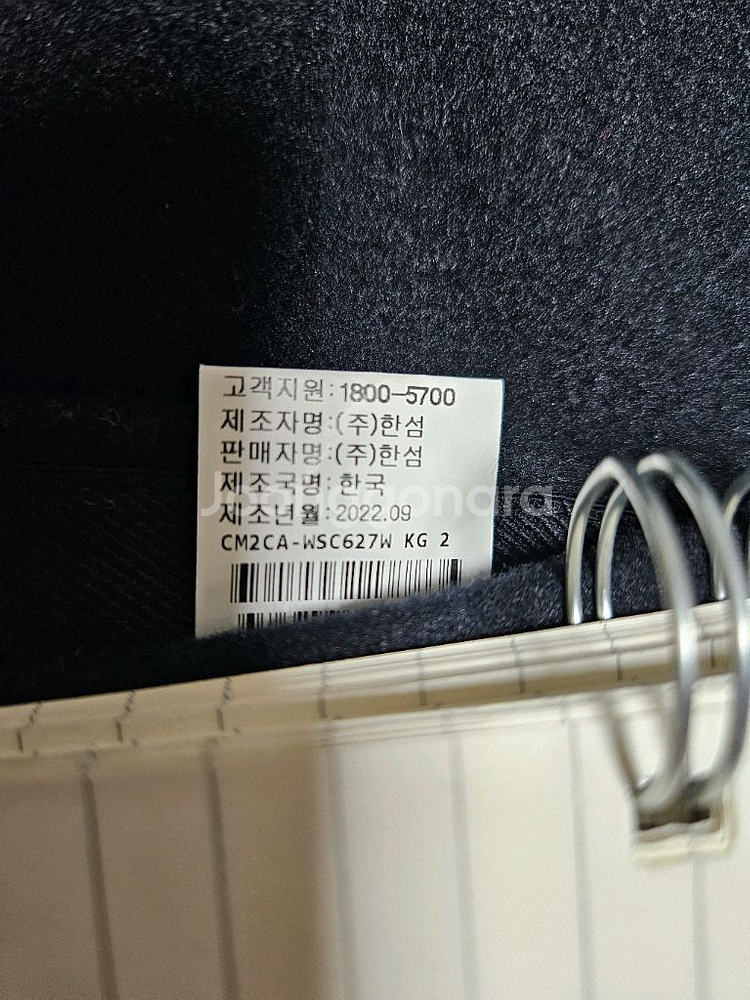 고객지원:1800-5700
제조자명:(주)한섬
판매자명:(주)한섬
제조국명:한국
Joonggonara
제조년월:2022.09
CM2CA-WSC627W KG 2